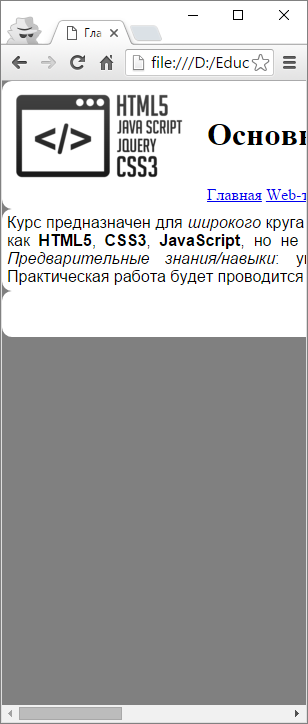 Гла
file:///D:/Educ
HTML5
JAVA SCRIPT
JQUERY
CSS3
Главная Web-
Курс предназначен для широкого круга
как HTML5, CSS3, JavaScript, но не
Предварительные знания/навыки:
Практическая работа будет проводится